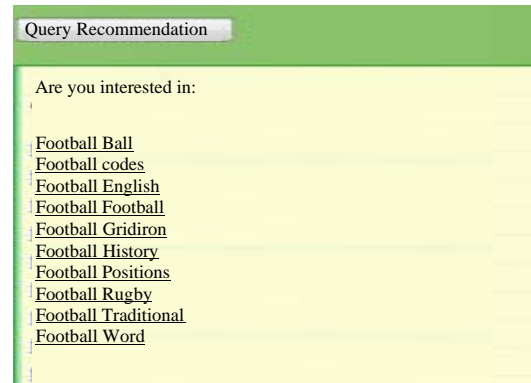 Query Recommendation
Are you interested in:
Football Ball
Football codes
Football English
Football Football
Football Gridiron
Football History
Football Positions
Football Rugby
Football Traditional
Football Word